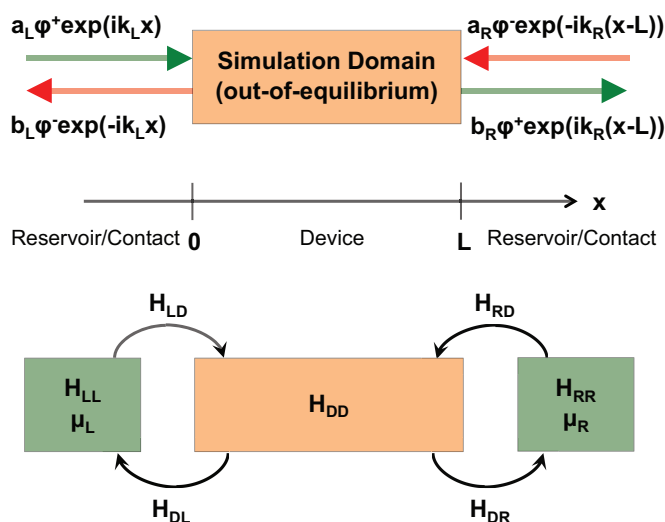 a_Lφ⁺exp(ik_Lx)
a_Rφ⁻exp(-ik_R(x-L))
Simulation Domain
(out-of-equilibrium)
b_Lφ⁻exp(-ik_Lx)
b_Rφ⁺exp(ik_R(x-L))
x
Reservoir/Contact 0 Device L Reservoir/Contact
H_LD
H_RD
H_LL
μ_L
H_DD
H_RR
μ_R
H_DL
H_DR